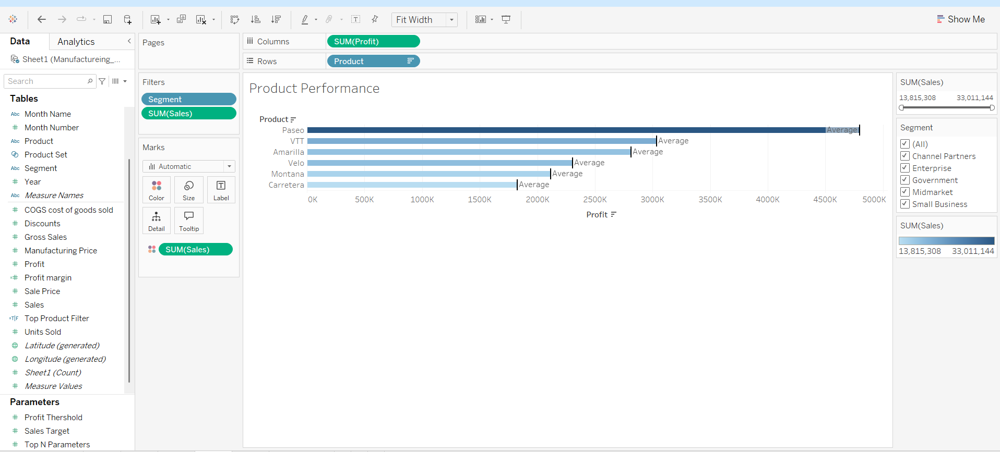 Fit Width
Show Me
Data
Analytics
Sheet1 (Manufactureing_...
Search
Tables
Abc Month Name
# Month Number
Abc Product
Product Set
Abc Segment
# Year
Abc Measure Names
# COGS cost of goods sold
# Discounts
# Gross Sales
# Manufacturing Price
# Profit
=# Profit margin
# Sale Price
# Sales
=T|F Top Product Filter
# Units Sold
Latitude (generated)
Longitude (generated)
# Sheet1 (Count)
# Measure Values
Parameters
# Profit Thershold
# Sales Target
# Top N Parameters
Pages
Filters
Segment
SUM(Sales)
Marks
Automatic
Color
Size
Label
Detail
Tooltip
SUM(Sales)
Columns
SUM(Profit)
Rows
Product
Product Performance
Product
Paseo Average
VTT Average
Amarilla Average
Velo Average
Montana Average
Carretera Average
0K 500K 1000K 1500K 2000K 2500K 3000K 3500K 4000K 4500K 5000K
Profit
SUM(Sales)
13,815,308 33,011,144
Segment
(All)
Channel Partners
Enterprise
Government
Midmarket
Small Business
SUM(Sales)
13,815,308 33,011,144